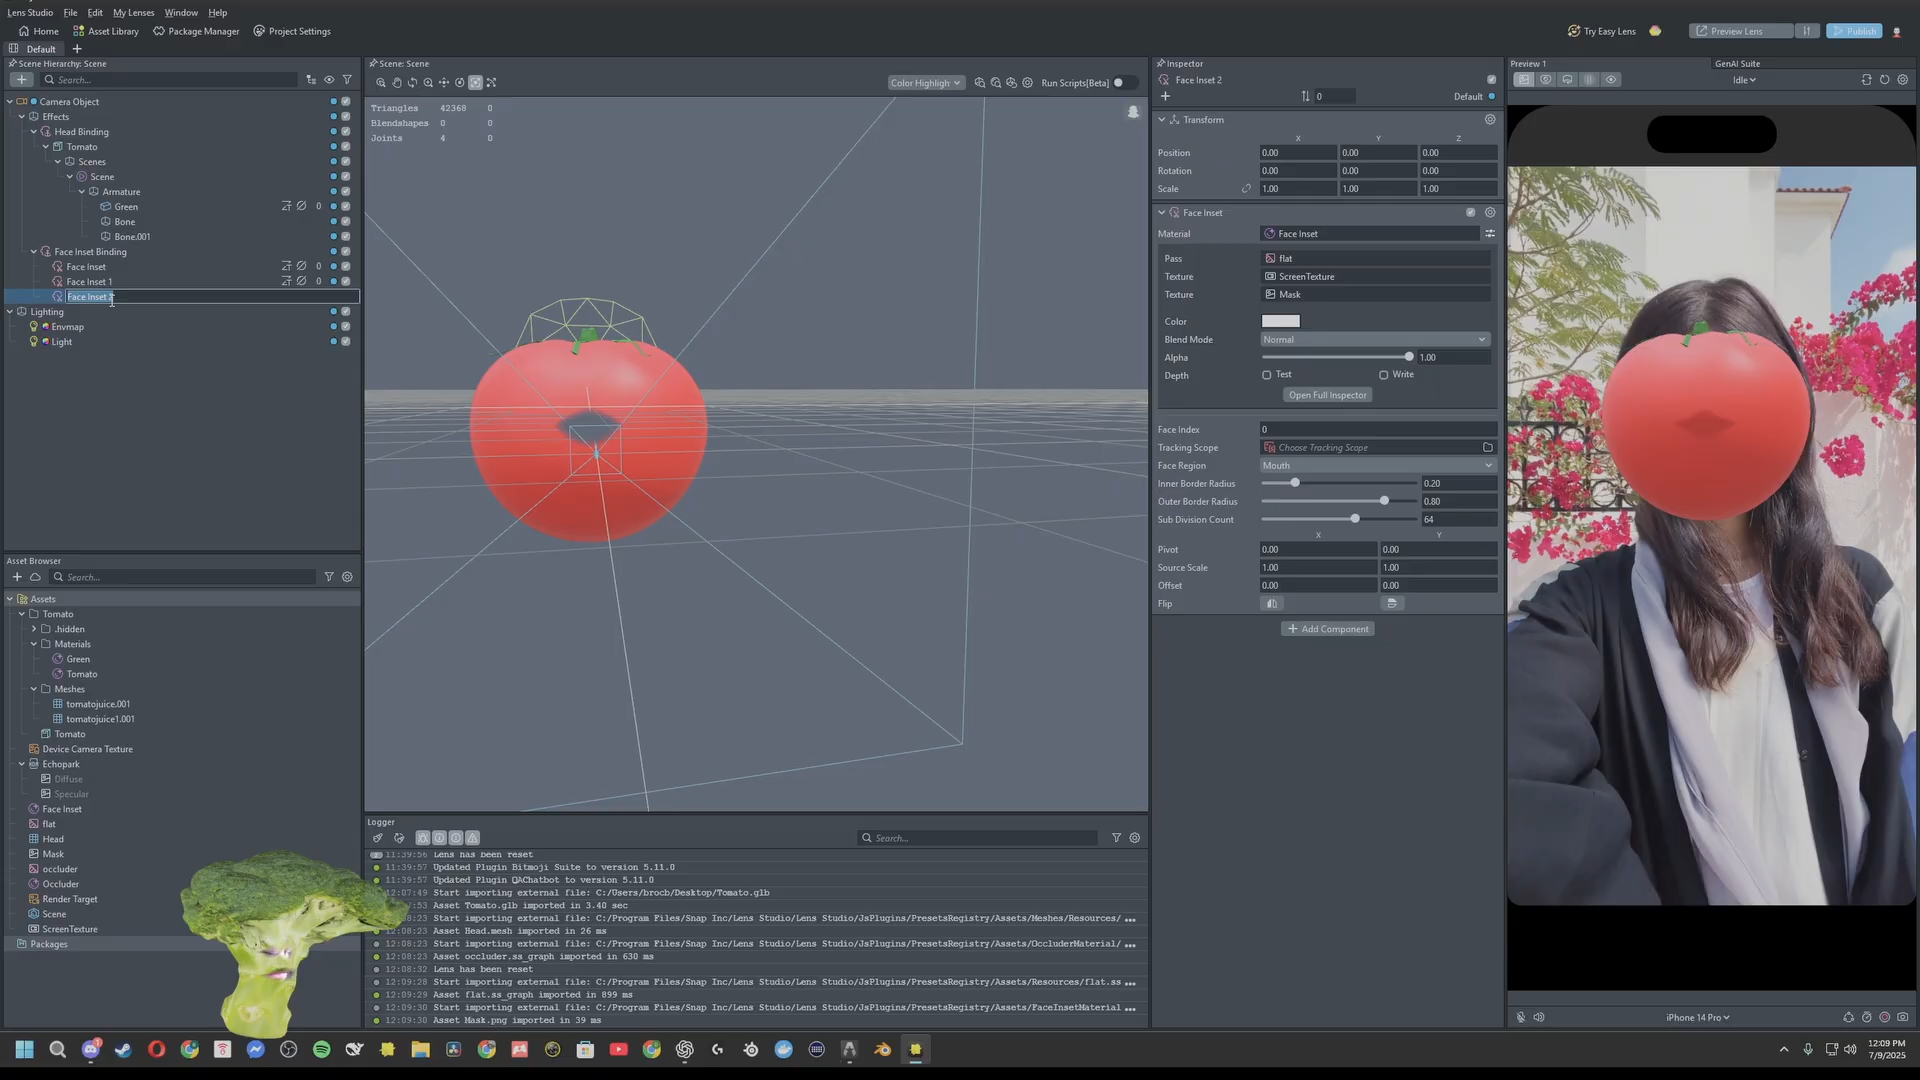 Lens Studio File Edit My Lenses Window Help
Home Asset Library Package Manager Project Settings
Try Easy Lens Preview Lens Publish
Default
Scene Hierarchy: Scene
Search...
Camera Object
Effects
Head Binding
Tomato
Scenes
Scene
Armature
Green 0
Bone
Bone.001
Face Inset Binding
Face Inset 0
Face Inset 1 0
Face Inset 2
Lighting
Envmap
Light
Asset Browser
Search...
Assets
Tomato
.hidden
Materials
Green
Tomato
Meshes
tomatojuice.001
tomatojuice1.001
Tomato
Device Camera Texture
Echopark
Diffuse
Specular
Face Inset
flat
Head
Mask
occluder
Occluder
Render Target
Scene
ScreenTexture
Packages
Scene: Scene
Color Highligh Run Scripts[Beta]
Triangles 42368 0
Blendshapes 0 0
Joints 4 0
Logger
Search...
11:39:56 Lens has been reset
11:39:57 Updated Plugin Bitmoji Suite to version 5.11.0
11:39:57 Updated Plugin QAChatbot to version 5.11.0
12:07:49 Start importing external file: C:/Users/brocb/Desktop/Tomato.glb
:07:53 Asset Tomato.glb imported in 3.40 sec
:08:23 Start importing external file: C:/Program Files/Snap Inc/Lens Studio/Lens Studio/JsPlugins/PresetsRegistry/Assets/Meshes/Resources/ •••
12:08:23 Asset Head.mesh imported in 26 ms
12:08:23 Start importing external file: C:/Program Files/Snap Inc/Lens Studio/Lens Studio/JsPlugins/PresetsRegistry/Assets/OccluderMaterial/ •••
12:08:23 Asset occluder.ss_graph imported in 630 ms
12:08:32 Lens has been reset
12:09:28 Start importing external file: C:/Program Files/Snap Inc/Lens Studio/Lens Studio/JsPlugins/PresetsRegistry/Assets/Resources/flat.ss •••
12:09:29 Asset flat.ss_graph imported in 899 ms
12:09:30 Start importing external file: C:/Program Files/Snap Inc/Lens Studio/Lens Studio/JsPlugins/PresetsRegistry/Assets/FaceInsetMaterial •••
12:09:30 Asset Mask.png imported in 39 ms
Inspector
Face Inset 2
0 Default
Transform
X Y Z
Position 0.00 0.00 0.00
Rotation 0.00 0.00 0.00
Scale 1.00 1.00 1.00
Face Inset
Material Face Inset
Pass flat
Texture ScreenTexture
Texture Mask
Color
Blend Mode Normal
Alpha 1.00
Depth Test Write
Open Full Inspector
Face Index 0
Tracking Scope Choose Tracking Scope
Face Region Mouth
Inner Border Radius 0.20
Outer Border Radius 0.80
Sub Division Count 64
X Y
Pivot 0.00 0.00
Source Scale 1.00 1.00
Offset 0.00 0.00
Flip
Add Component
Preview 1 GenAI Suite
Idle
iPhone 14 Pro
12:09 PM
7/9/2025